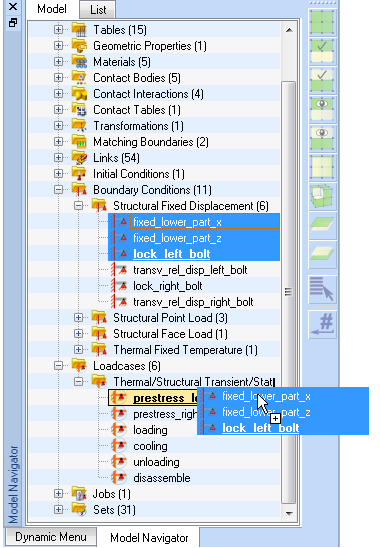 Model List
Tables (15)
Geometric Properties (1)
Materials (5)
Contact Bodies (5)
Contact Interactions (4)
Contact Tables (1)
Transformations (1)
Matching Boundaries (2)
Links (54)
Initial Conditions (1)
Boundary Conditions (11)
Structural Fixed Displacement (6)
fixed_lower_part_x
fixed_lower_part_z
lock_left_bolt
transv_rel_disp_left_bolt
lock_right_bolt
transv_rel_disp_right_bolt
Structural Point Load (3)
Structural Face Load (1)
Thermal Fixed Temperature (1)
Loadcases (6)
Thermal/Structural Transient/Stat
prestress_l fixed_lower_part_x
prestress_righ fixed_lower_part_z
loading lock_left_bolt
cooling
unloading
disassemble
Jobs (1)
Sets (31)
Model Navigator
Dynamic Menu Model Navigator